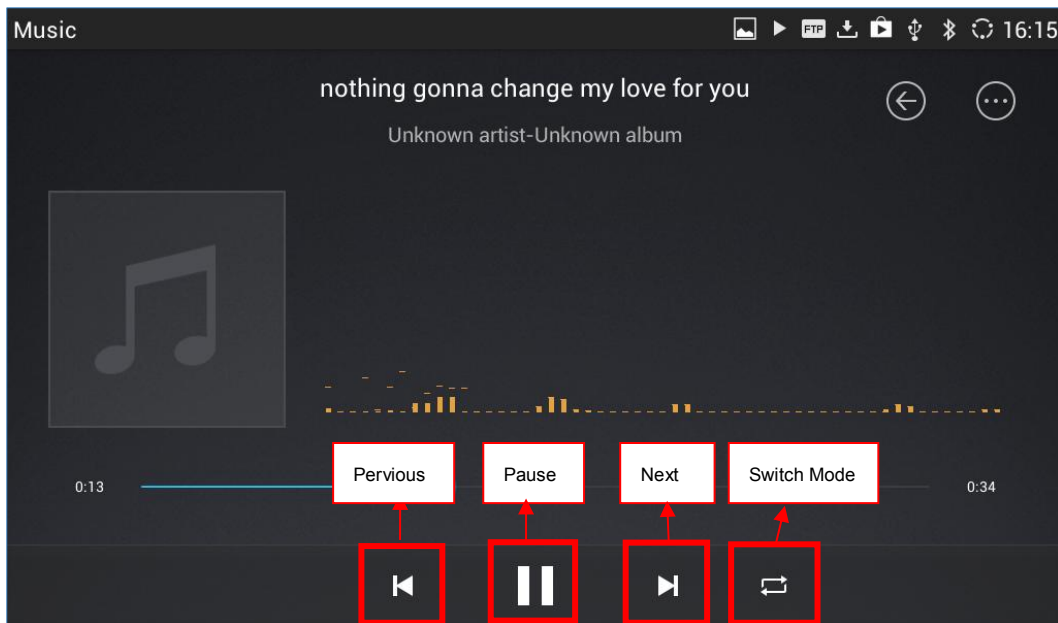 Music
FTP
16:15
nothing gonna change my love for you
Unknown artist-Unknown album
Pervious
Pause
Next
Switch Mode
0:13
0:34